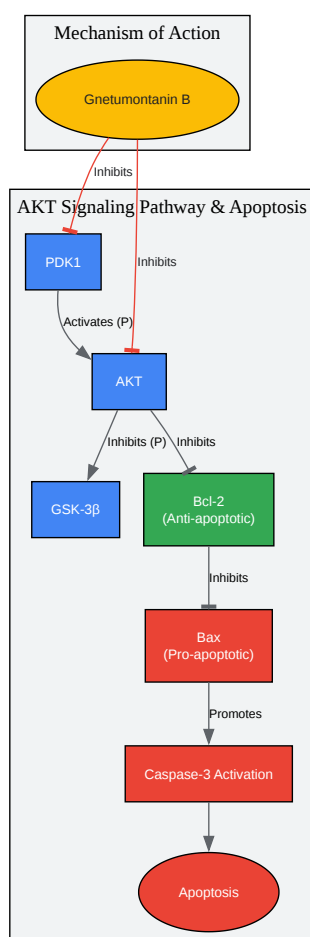 Mechanism of Action
Gnetumontanin B
Inhibits
AKT Signaling Pathway & Apoptosis
PDK1
Inhibits
Activates (P)
AKT
Inhibits (P)
Inhibits
GSK-3β
Bcl-2
(Anti-apoptotic)
Inhibits
Bax
(Pro-apoptotic)
Promotes
Caspase-3 Activation
Apoptosis